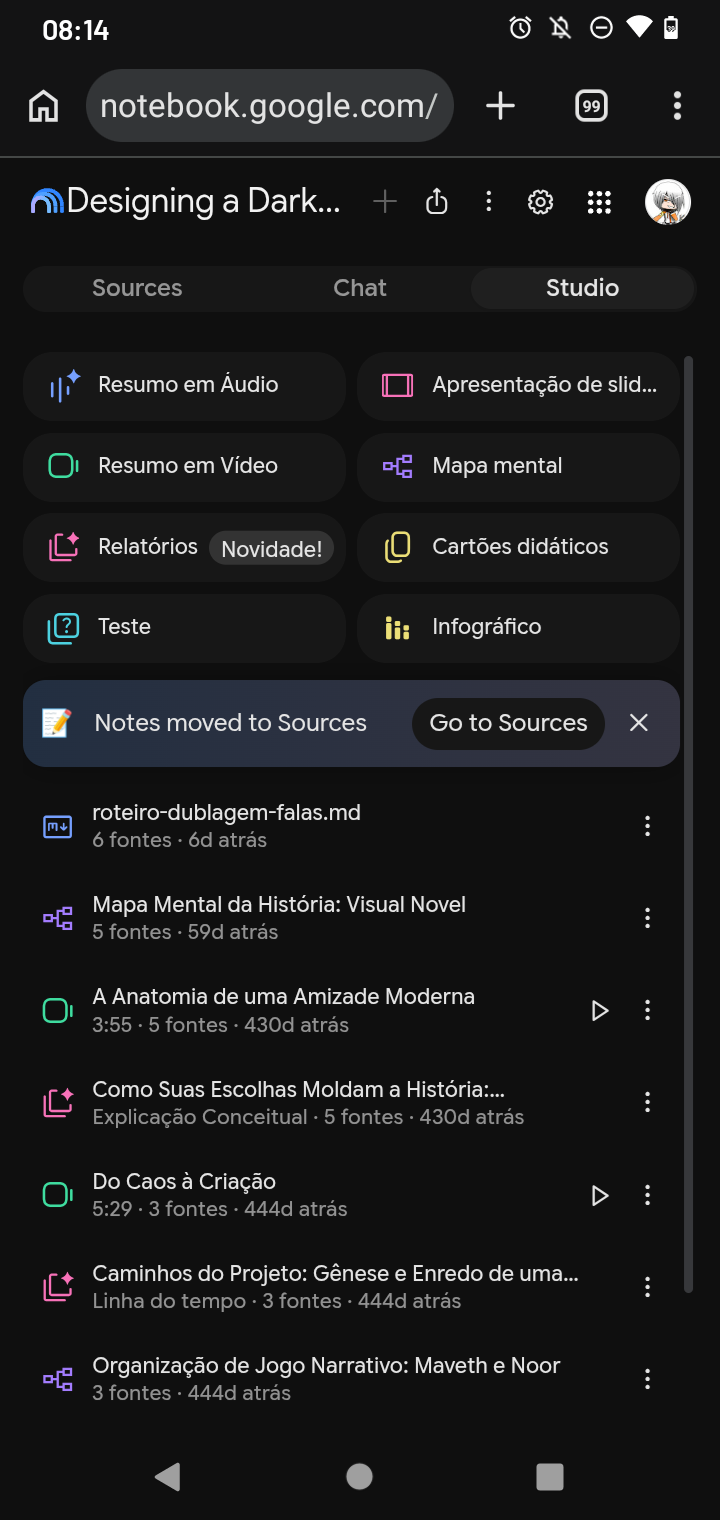 08:14
notebook.google.com/
99
Designing a Dark...
Sources
Chat
Studio
Resumo em Áudio
Apresentação de slid...
Resumo em Vídeo
Mapa mental
Relatórios
Novidade!
Cartões didáticos
Teste
Infográfico
Notes moved to Sources
Go to Sources
roteiro-dublagem-falas.md
6 fontes · 6d atrás
Mapa Mental da História: Visual Novel
5 fontes · 59d atrás
A Anatomia de uma Amizade Moderna
3:55 · 5 fontes · 430d atrás
Como Suas Escolhas Moldam a História:...
Explicação Conceitual · 5 fontes · 430d atrás
Do Caos à Criação
5:29 · 3 fontes · 444d atrás
Caminhos do Projeto: Gênese e Enredo de uma...
Linha do tempo · 3 fontes · 444d atrás
Organização de Jogo Narrativo: Maveth e Noor
3 fontes · 444d atrás